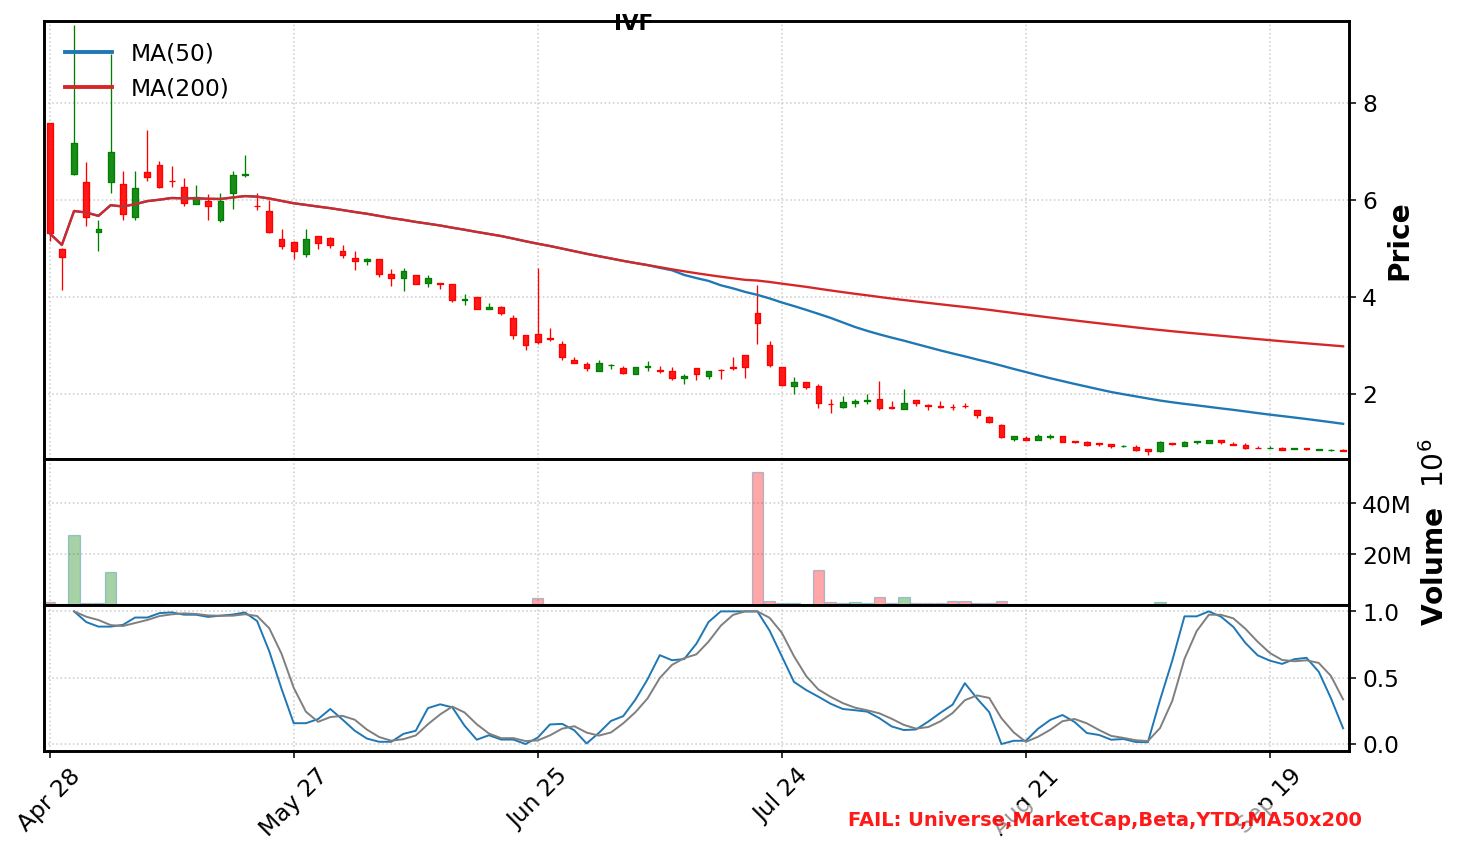 IVF
MA(50)
MA(200)
8
6
4
2
Price
40M
20M
Volume 10^6
1.0
0.5
0.0
Apr 28
May 27
Jun 25
Jul 24
Aug 21
Sep 19
FAIL: Universe,MarketCap,Beta,YTD,MA50x200